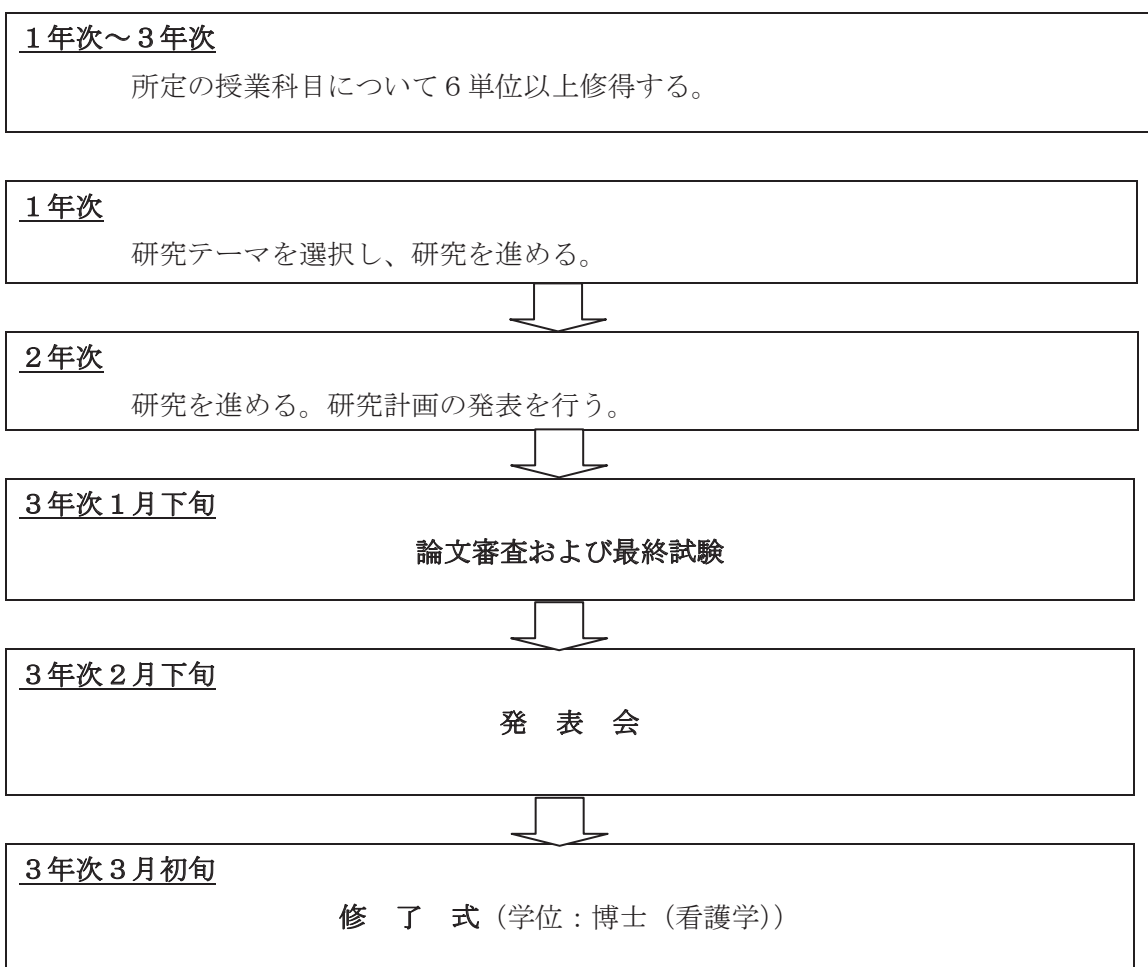 １年次～３年次
所定の授業科目について６単位以上修得する。
１年次
研究テーマを選択し、研究を進める。
２年次
研究を進める。研究計画の発表を行う。
３年次１月下旬
論文審査および最終試験
３年次２月下旬
発　表　会
３年次３月初旬
修　了　式（学位：博士（看護学））